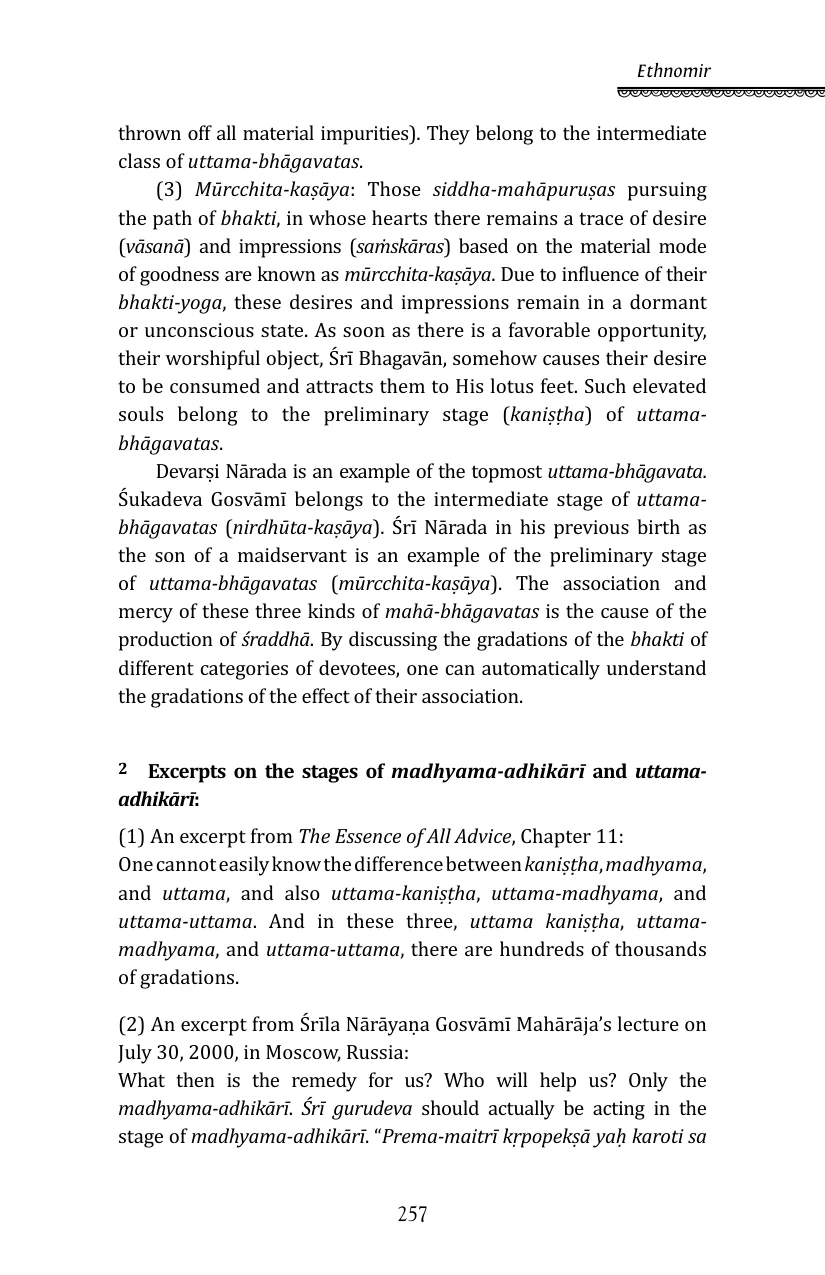 Ethnomir
thrown off all material impurities). They belong to the intermediate
class of uttama-bhāgavatas.
(3) Mūrcchita-kaṣāya: Those siddha-mahāpuruṣas pursuing
the path of bhakti, in whose hearts there remains a trace of desire
(vāsanā) and impressions (saṁskāras) based on the material mode
of goodness are known as mūrcchita-kaṣāya. Due to influence of their
bhakti-yoga, these desires and impressions remain in a dormant
or unconscious state. As soon as there is a favorable opportunity,
their worshipful object, Śrī Bhagavān, somehow causes their desire
to be consumed and attracts them to His lotus feet. Such elevated
souls belong to the preliminary stage (kaniṣṭha) of uttama-
bhāgavatas.
Devarṣi Nārada is an example of the topmost uttama-bhāgavata.
Śukadeva Gosvāmī belongs to the intermediate stage of uttama-
bhāgavatas (nirdhūta-kaṣāya). Śrī Nārada in his previous birth as
the son of a maidservant is an example of the preliminary stage
of uttama-bhāgavatas (mūrcchita-kaṣāya). The association and
mercy of these three kinds of mahā-bhāgavatas is the cause of the
production of śraddhā. By discussing the gradations of the bhakti of
different categories of devotees, one can automatically understand
the gradations of the effect of their association.
2 Excerpts on the stages of madhyama-adhikārī and uttama-
adhikārī:
(1) An excerpt from The Essence of All Advice, Chapter 11:
One cannot easily know the difference between kaniṣṭha, madhyama,
and uttama, and also uttama-kaniṣṭha, uttama-madhyama, and
uttama-uttama. And in these three, uttama kaniṣṭha, uttama-
madhyama, and uttama-uttama, there are hundreds of thousands
of gradations.
(2) An excerpt from Śrīla Nārāyaṇa Gosvāmī Mahārāja’s lecture on
July 30, 2000, in Moscow, Russia:
What then is the remedy for us? Who will help us? Only the
madhyama-adhikārī. Śrī gurudeva should actually be acting in the
stage of madhyama-adhikārī. “Prema-maitrī kṛpopekṣā yaḥ karoti sa
257